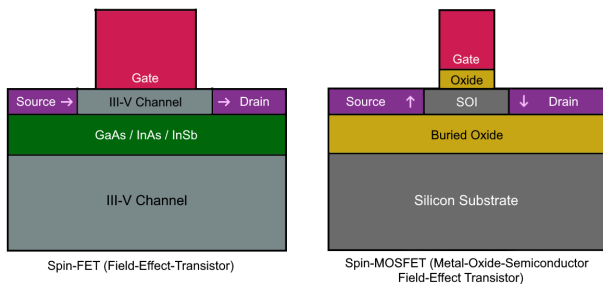 Gate
Source → III-V Channel → Drain
GaAs / InAs / InSb
III-V Channel
Spin-FET (Field-Effect-Transistor)
Gate
Oxide
Source ↑ SOI ↓ Drain
Buried Oxide
Silicon Substrate
Spin-MOSFET (Metal-Oxide-Semiconductor
Field-Effect Transistor)